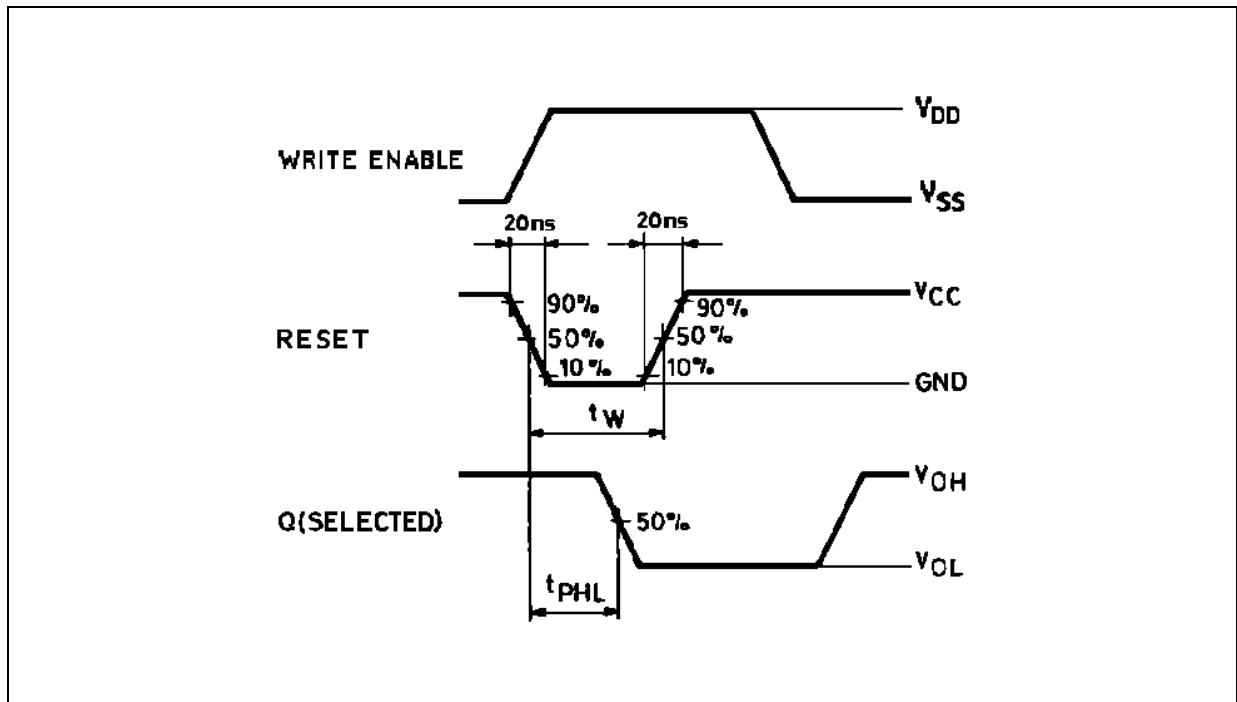 VDD
WRITE ENABLE
VSS
20ns 20ns
VCC
90% 90%
RESET 50% 50%
10% 10%
GND
tW
VOH
Q(SELECTED) 50%
VOL
tPHL